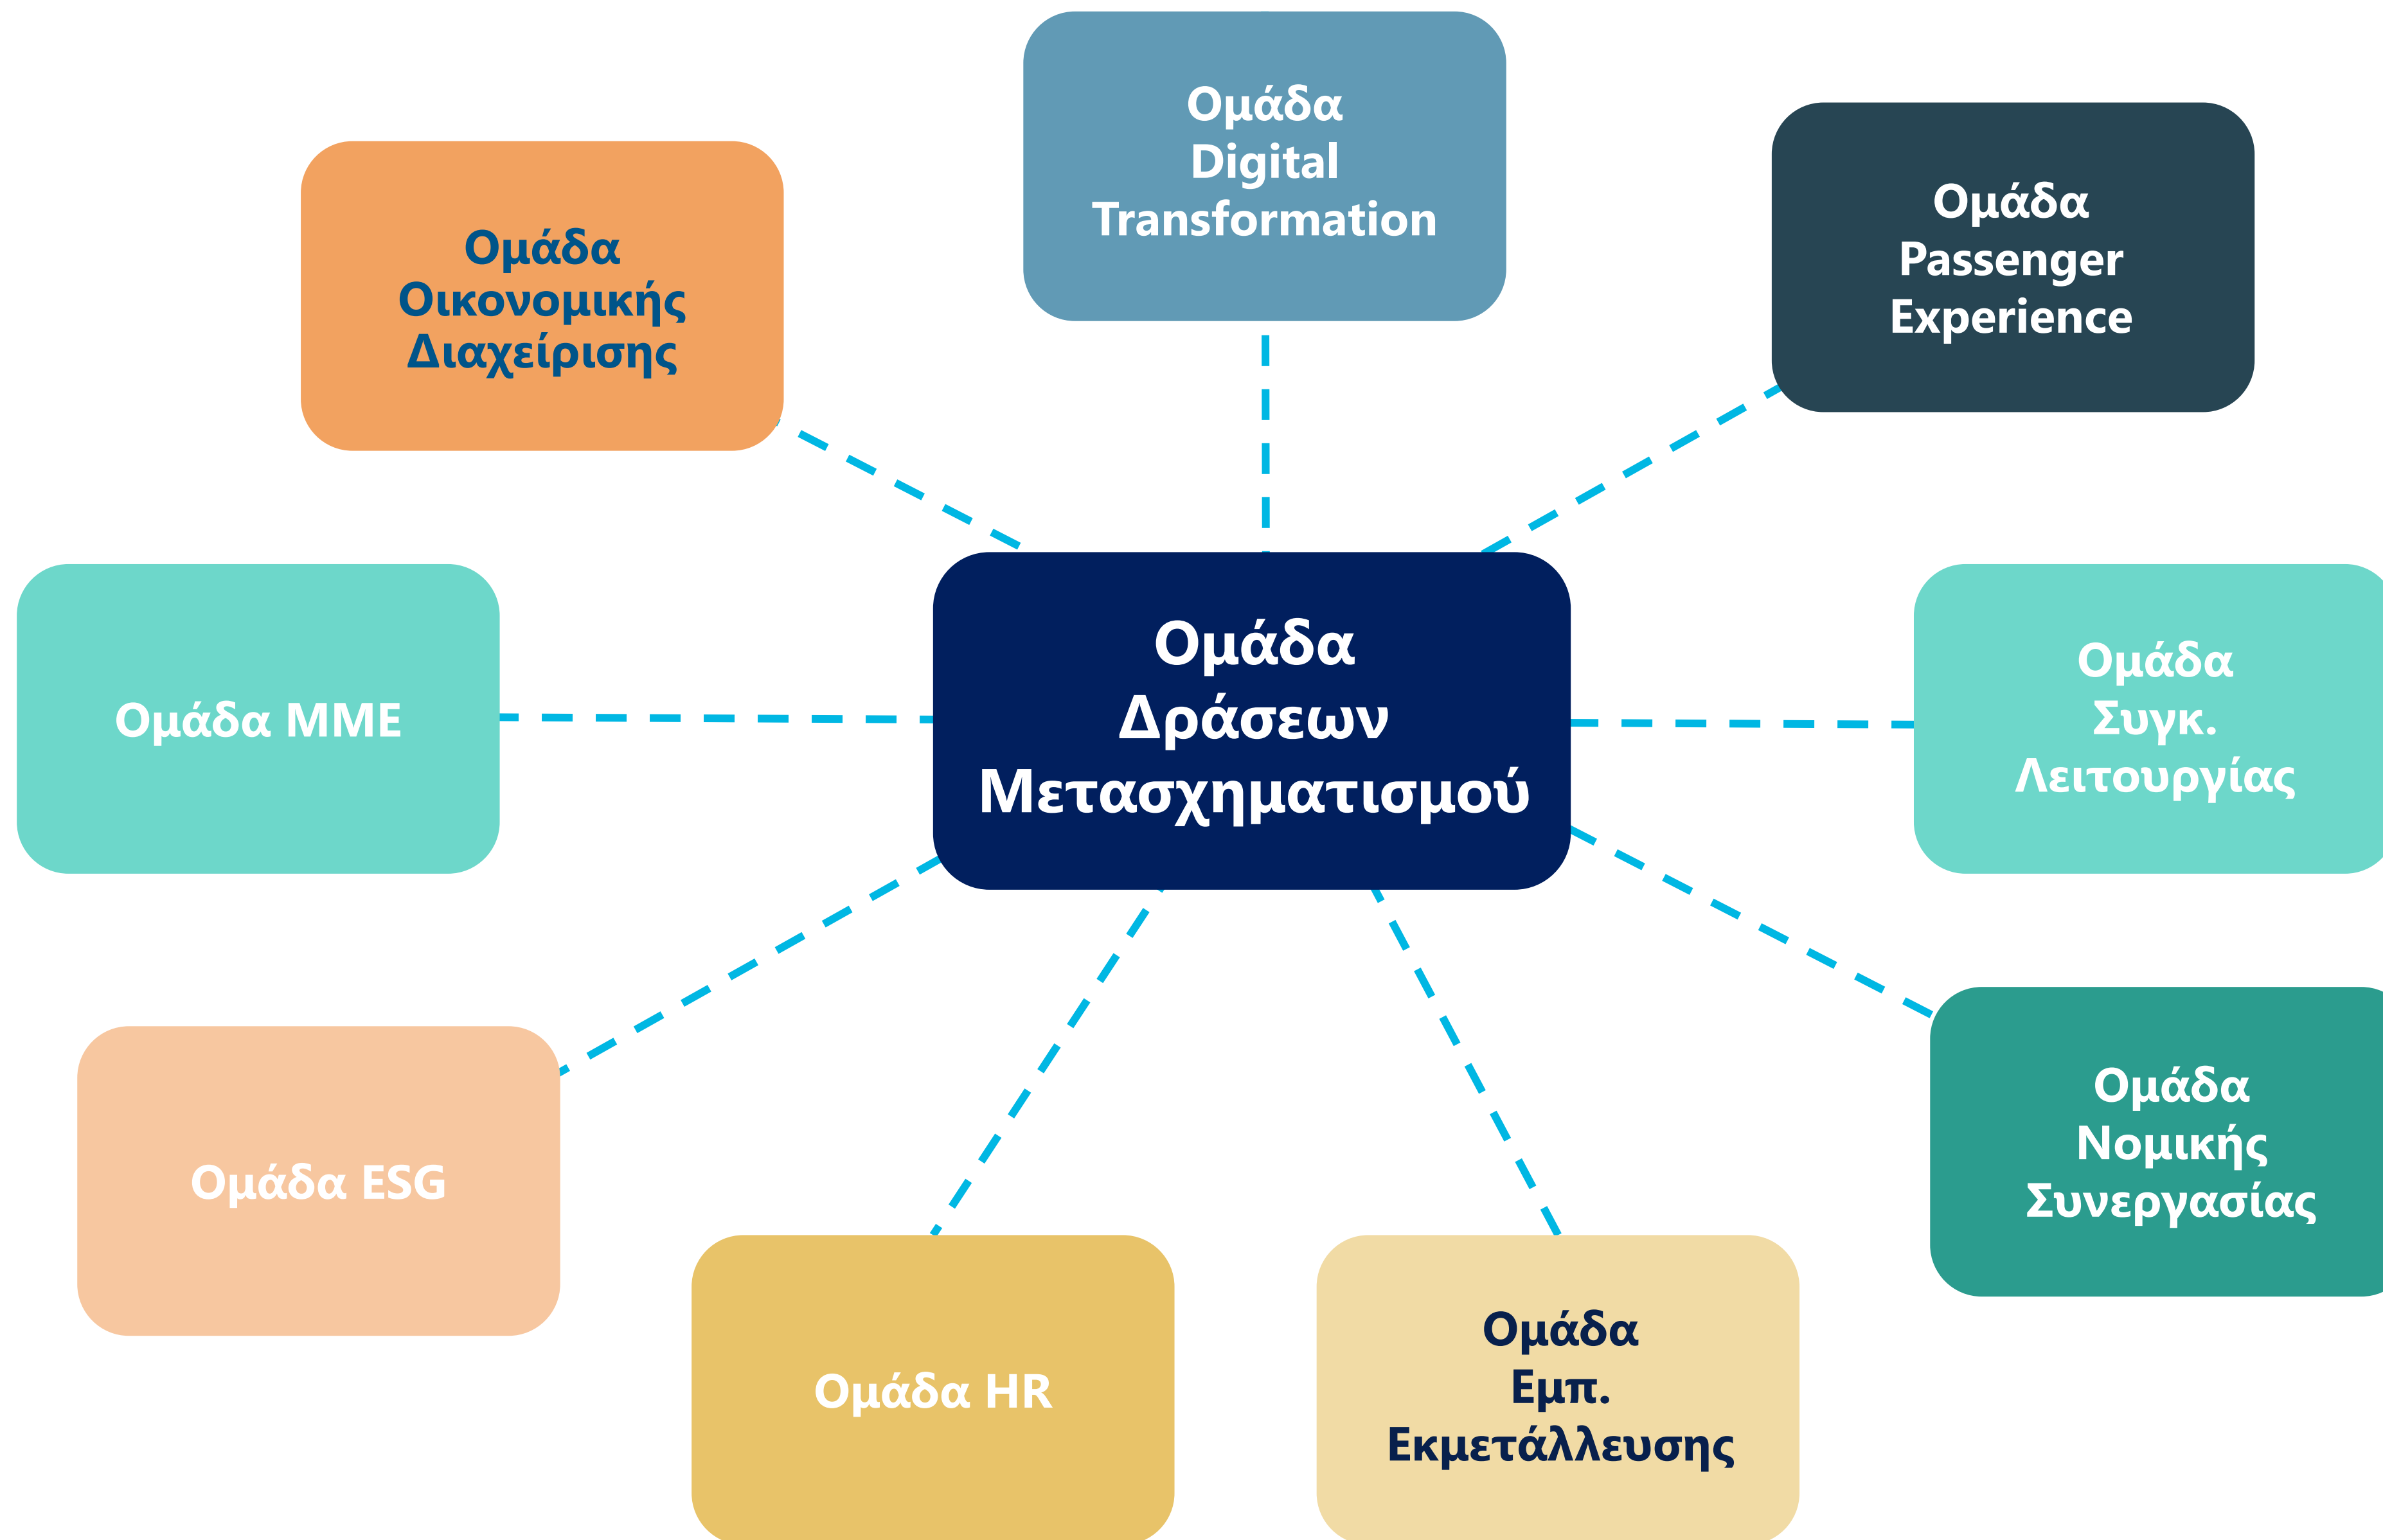 Ομάδα
Digital
Transformation
Ομάδα
Passenger
Experience
Ομάδα
Οικονομικής
Διαχείρισης
Ομάδα
Δράσεων
Μετασχηματισμού
Ομάδα ΜΜΕ
Ομάδα
Συγκ.
Λειτουργίας
Ομάδα
Νομικής
Συνεργασίας
Ομάδα ESG
Ομάδα HR
Ομάδα
Εμπ.
Εκμετάλλευσης